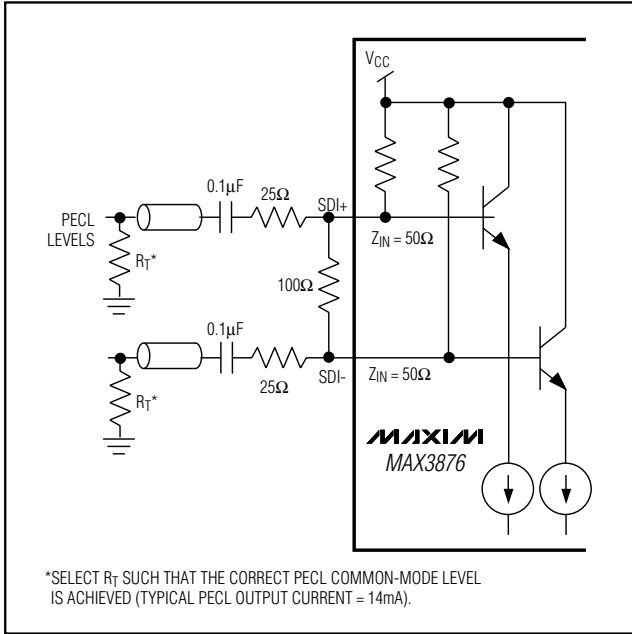 VCC
0.1µF
25Ω
SDI+
PECL
LEVELS
ZIN = 50Ω
RT*
100Ω
0.1µF
25Ω
SDI-
ZIN = 50Ω
RT*
MAXIM
MAX3876
*SELECT RT SUCH THAT THE CORRECT PECL COMMON-MODE LEVEL
IS ACHIEVED (TYPICAL PECL OUTPUT CURRENT = 14mA).